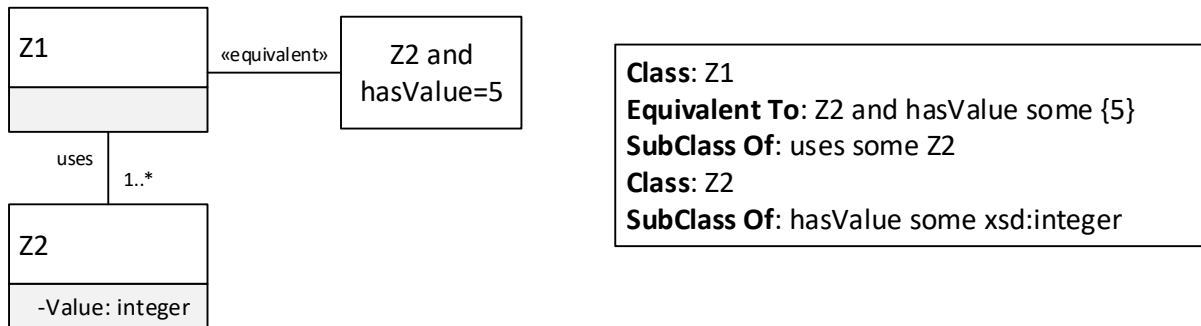 Z1
«equivalent»
Z2 and
hasValue=5
uses
1..*
Z2
-Value: integer
Class: Z1
Equivalent To: Z2 and hasValue some {5}
SubClass Of: uses some Z2
Class: Z2
SubClass Of: hasValue some xsd:integer